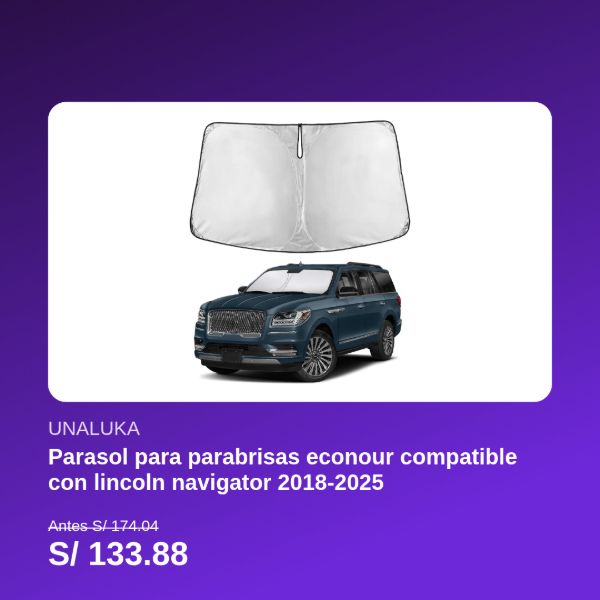 UNALUKA
Parasol para parabrisas econour compatible
con lincoln navigator 2018-2025
Antes S/ 174.04
S/ 133.88